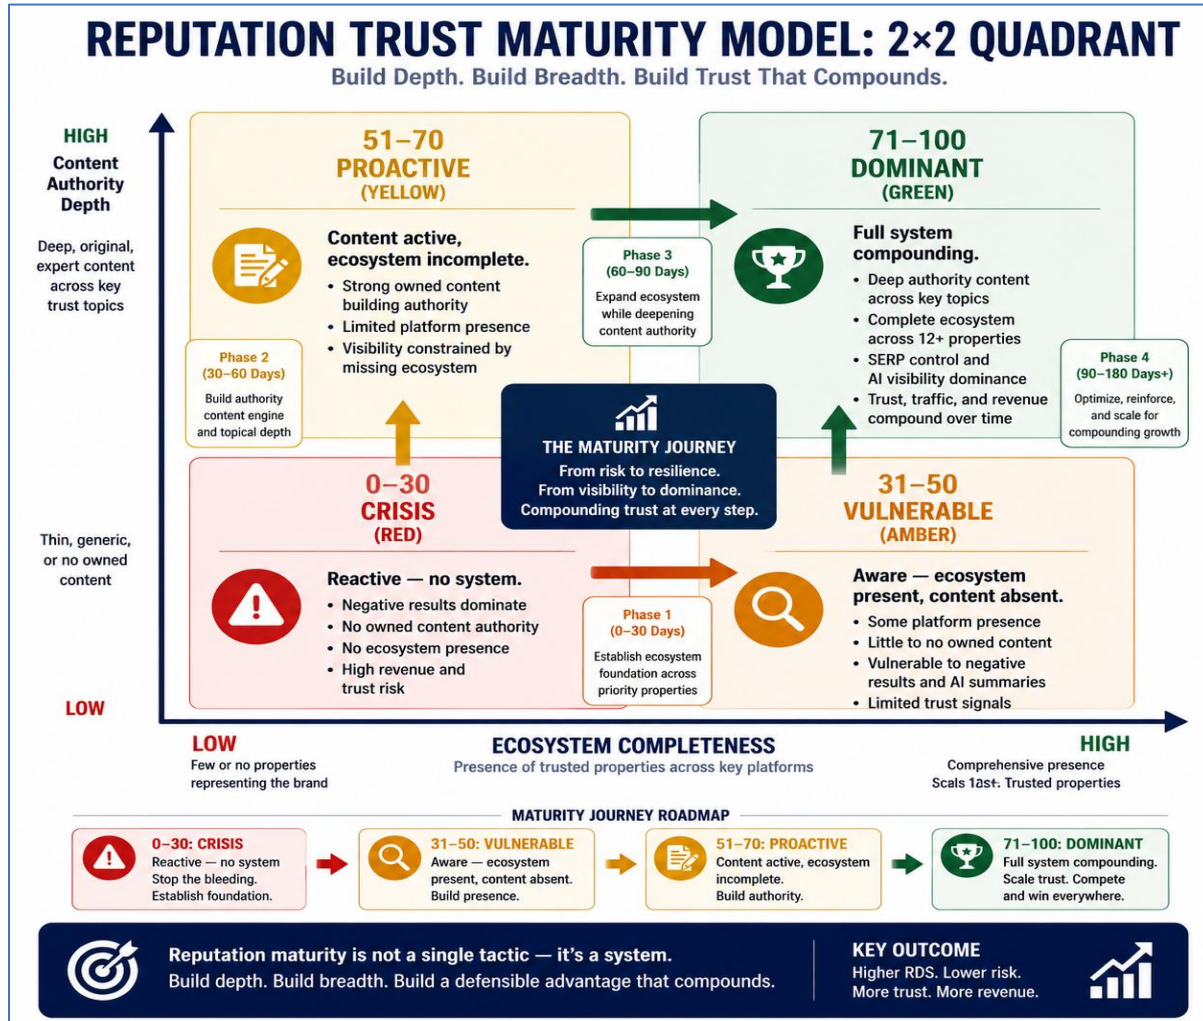 REPUTATION TRUST MATURITY MODEL: 2×2 QUADRANT
Build Depth. Build Breadth. Build Trust That Compounds.
HIGH
Content
Authority
Depth
Deep, original,
expert content
across key
trust topics
51–70
PROACTIVE
(YELLOW)
Content active,
ecosystem incomplete.
• Strong owned content
building authority
• Limited platform presence
• Visibility constrained by
missing ecosystem
Phase 3
(60–90 Days)
Expand ecosystem
while deepening
content authority
71–100
DOMINANT
(GREEN)
Full system
compounding.
• Deep authority content
across key topics
• Complete ecosystem
across 12+ properties
• SERP control and
AI visibility dominance
• Trust, traffic, and revenue
compound over time
Phase 2
(30–60 Days)
Build authority
content engine
and topical depth
Phase 4
(90–180 Days+)
Optimize, reinforce,
and scale for
compounding growth
THE MATURITY JOURNEY
From risk to resilience.
From visibility to dominance.
Compounding trust at every step.
Thin, generic,
or no owned
content
LOW
0–30
CRISIS
(RED)
Reactive — no system.
• Negative results dominate
• No owned content authority
• No ecosystem presence
• High revenue and
trust risk
Phase 1
(0–30 Days)
Establish ecosystem
foundation across
priority properties
31–50
VULNERABLE
(AMBER)
Aware — ecosystem
present, content absent.
• Some platform presence
• Little to no owned content
• Vulnerable to negative
results and AI summaries
• Limited trust signals
LOW
Few or no properties
representing the brand
ECOSYSTEM COMPLETENESS
Presence of trusted properties across key platforms
HIGH
Comprehensive presence
Scals Trusted properties
MATURITY JOURNEY ROADMAP
0–30: CRISIS
Reactive — no system
Stop the bleeding.
Establish foundation.
31–50: VULNERABLE
Aware — ecosystem
present, content absent.
Build presence.
51–70: PROACTIVE
Content active, ecosystem
incomplete.
Build authority.
71–100: DOMINANT
Full system compounding.
Scale trust. Compete
and win everywhere.
Reputation maturity is not a single tactic — it's a system.
Build depth. Build breadth. Build a defensible advantage that compounds.
KEY OUTCOME
Higher RDS. Lower risk.
More trust. More revenue.